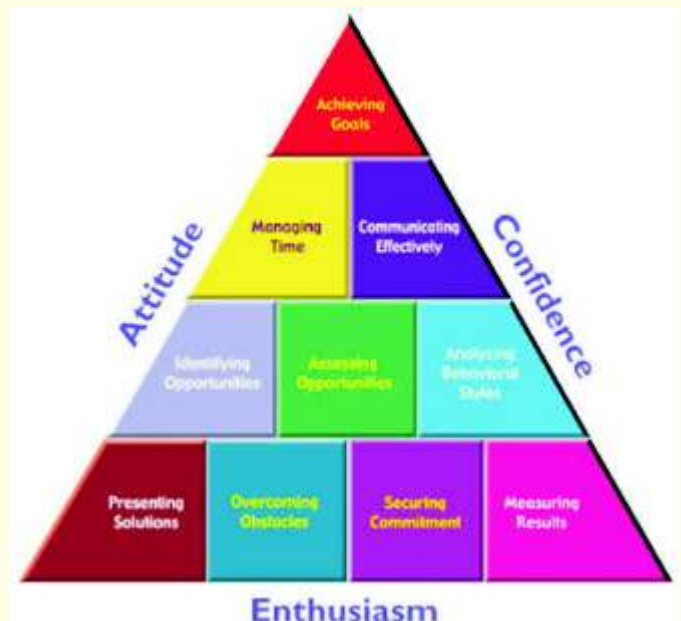 Achieving
Goals
Managing
Time
Communicating
Effectively
Attitude
Confidence
Identifying
Opportunities
Assessing
Opportunities
Analyzing
Behavioral
Styles
Presenting
Solutions
Overcoming
Obstacles
Securing
Commitment
Measuring
Results
Enthusiasm